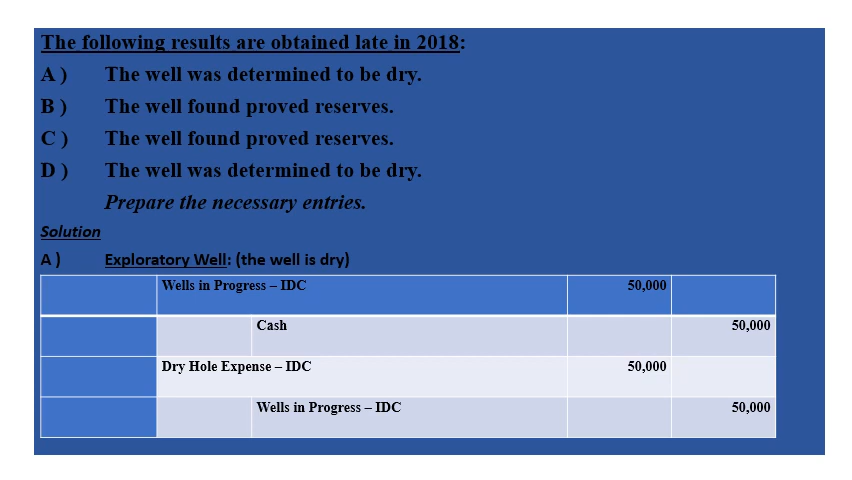 The following results are obtained late in 2018:
A ) The well was determined to be dry.
B ) The well found proved reserves.
C ) The well found proved reserves.
D ) The well was determined to be dry.
Prepare the necessary entries.
Solution
A ) Exploratory Well: (the well is dry)
Wells in Progress – IDC 50,000
Cash 50,000
Dry Hole Expense – IDC 50,000
Wells in Progress – IDC 50,000